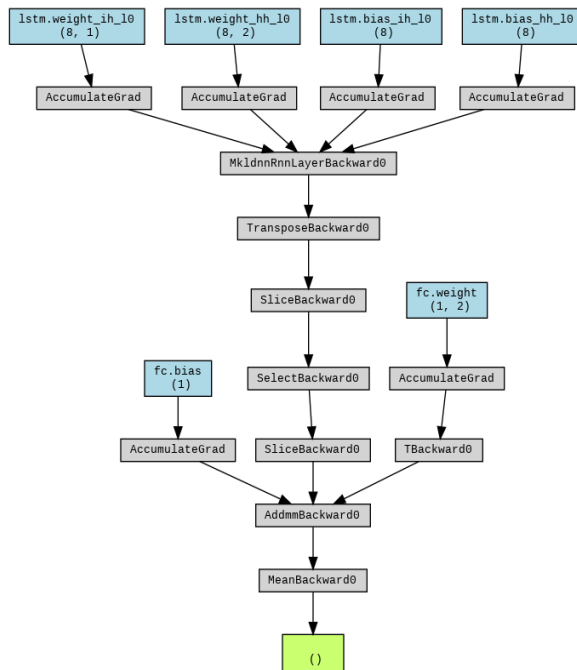 lstm.weight_ih_l0
(8, 1)
lstm.weight_hh_l0
(8, 2)
lstm.bias_ih_l0
(8)
lstm.bias_hh_l0
(8)
AccumulateGrad
AccumulateGrad
AccumulateGrad
AccumulateGrad
MkldnnRnnLayerBackward0
TransposeBackward0
SliceBackward0
fc.weight
(1, 2)
fc.bias
(1)
SelectBackward0
AccumulateGrad
AccumulateGrad
SliceBackward0
TBackward0
AddmmBackward0
MeanBackward0
()